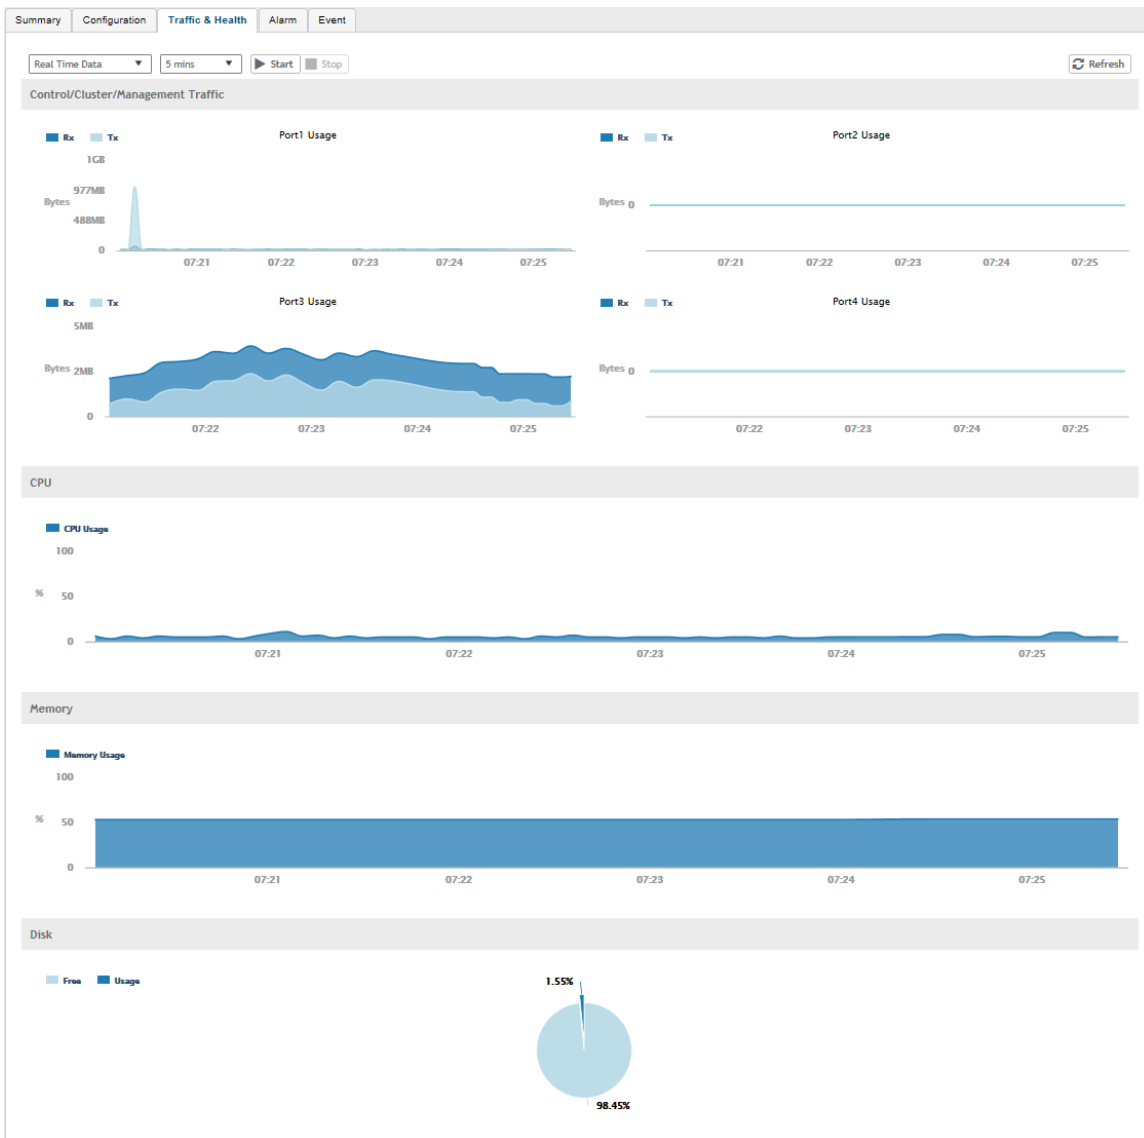 Summary Configuration Traffic & Health Alarm Event
Real Time Data 5 mins Start Stop Refresh
Control/Cluster/Management Traffic
Rx Tx Port1 Usage
1GB
977MB
Bytes
488MB
0
07:21 07:22 07:23 07:24 07:25
Rx Tx Port2 Usage
Bytes 0
07:21 07:22 07:23 07:24 07:25
Rx Tx Port3 Usage
5MB
Bytes 2MB
0
07:22 07:23 07:24 07:25
Rx Tx Port4 Usage
Bytes 0
07:22 07:23 07:24 07:25
CPU
CPU Usage
100
% 50
0
07:21 07:22 07:23 07:24 07:25
Memory
Memory Usage
100
% 50
0
07:21 07:22 07:23 07:24 07:25
Disk
Free Usage
1.55%
98.45%